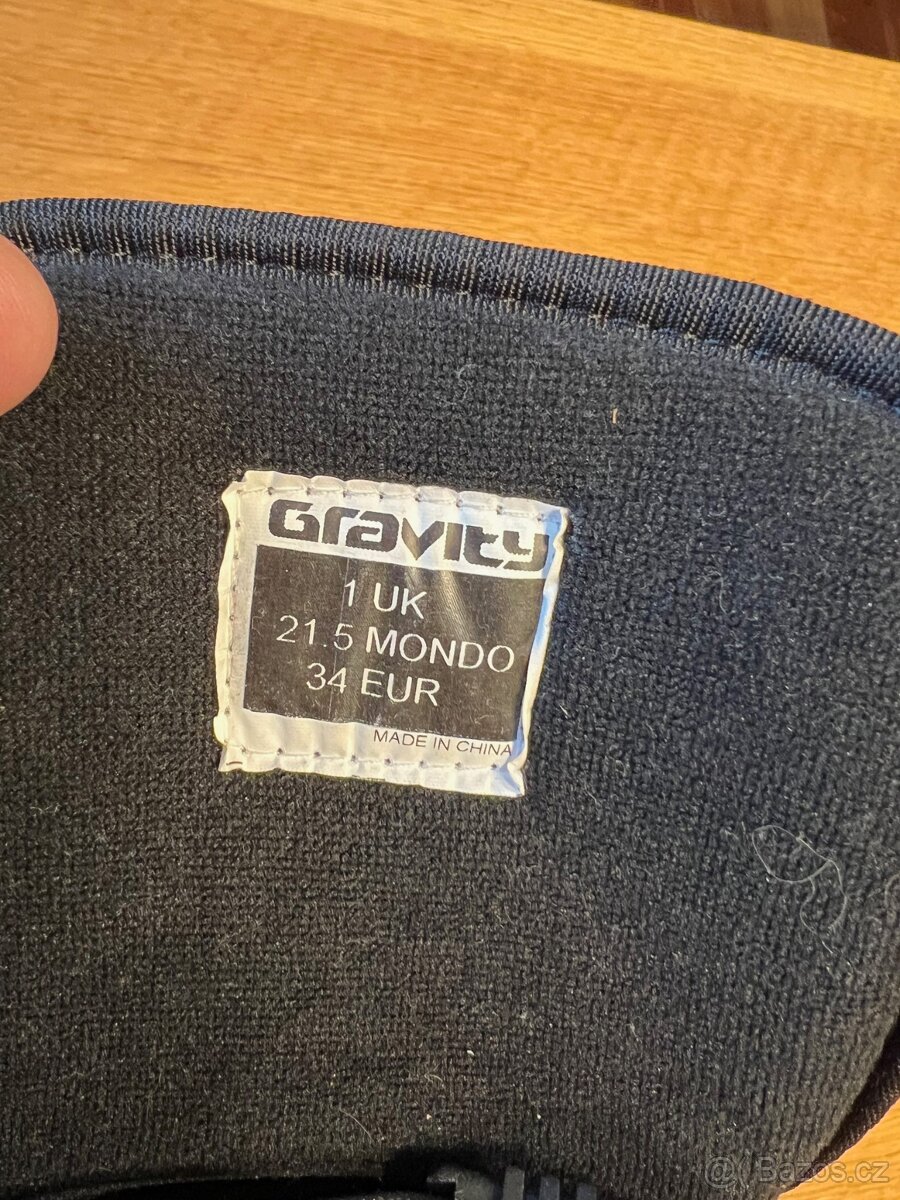 Gravity
1 UK
21.5 MONDO
34 EUR
MADE IN CHINA
@ Bazos.cz